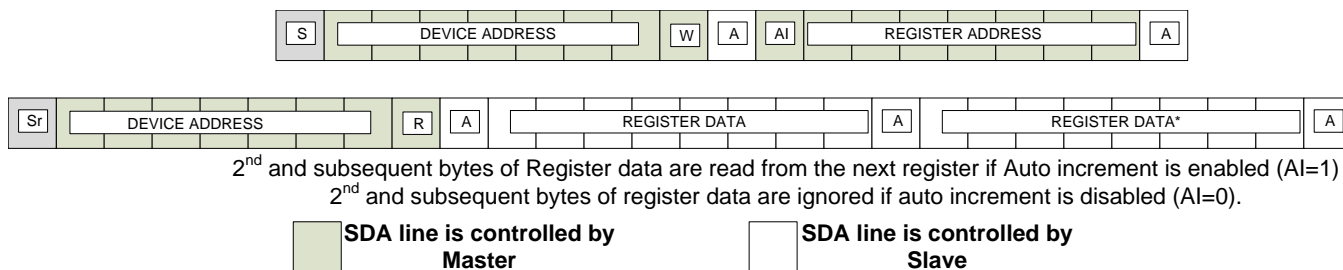 S DEVICE ADDRESS W A AI REGISTER ADDRESS A
Sr DEVICE ADDRESS R A REGISTER DATA A REGISTER DATA* A
2nd and subsequent bytes of Register data are read from the next register if Auto increment is enabled (AI=1)
2nd and subsequent bytes of register data are ignored if auto increment is disabled (AI=0).
SDA line is controlled by Master
SDA line is controlled by Slave